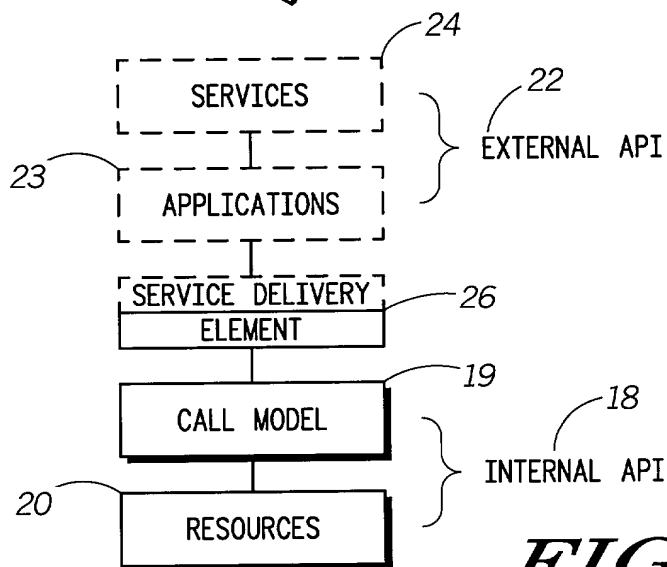 24
SERVICES
22
EXTERNAL API
23
APPLICATIONS
SERVICE DELIVERY
26
ELEMENT
19
CALL MODEL
18
INTERNAL API
20
RESOURCES
FIG